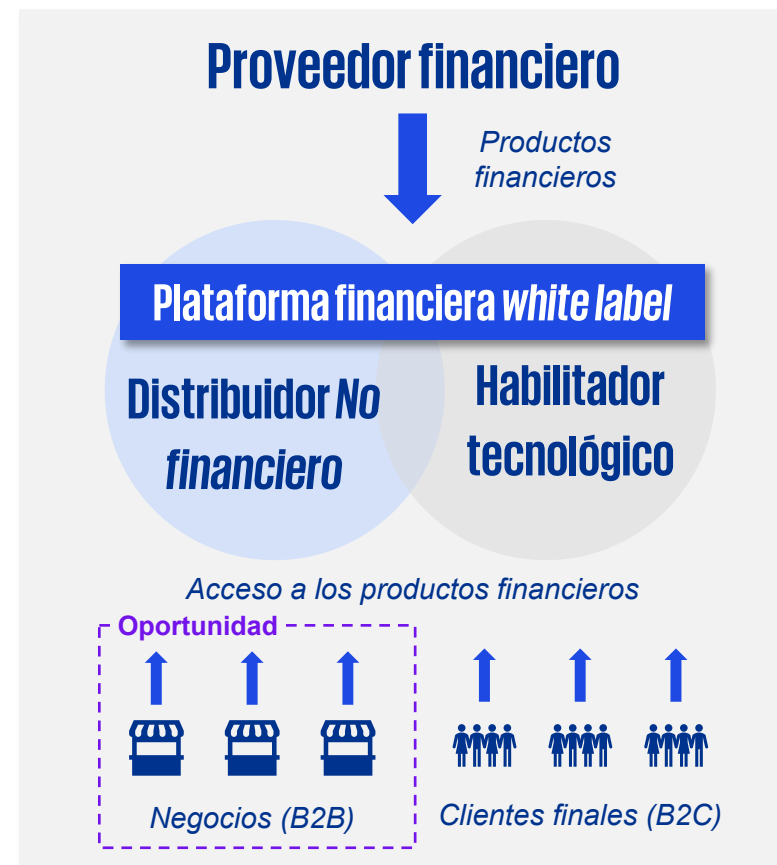 Proveedor financiero
Productos
financieros
Plataforma financiera white label
Distribuidor No
financiero
Habilitador
tecnológico
Acceso a los productos financieros
Oportunidad
Negocios (B2B)
Clientes finales (B2C)